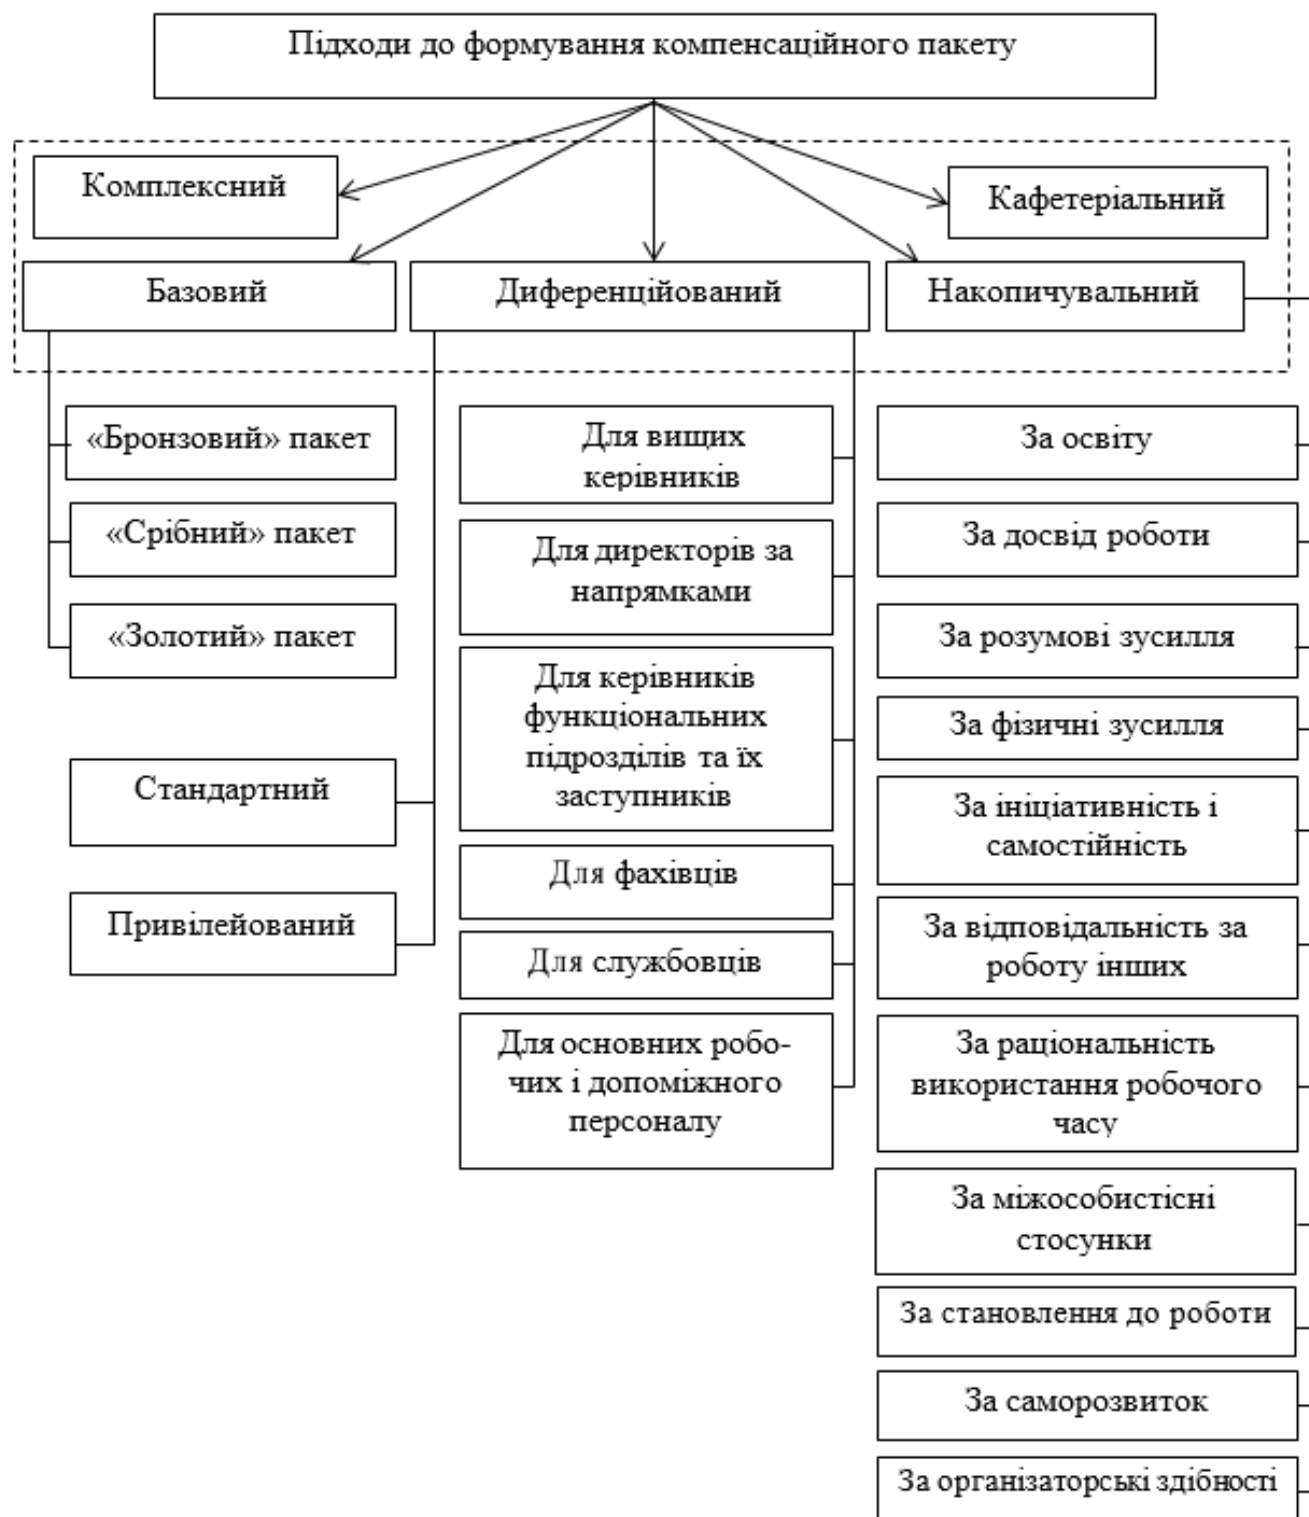 Підходи до формування компенсаційного пакету
Комплексний
Кафетеріальний
Базовий
Диференційований
Накопичувальний
«Бронзовий» пакет
«Срібний» пакет
«Золотий» пакет
Стандартний
Привілейований
Для вищих
керівників
Для директорів за
напрямками
Для керівників
функціональних
підрозділів та їх
заступників
Для фахівців
Для службовців
Для основних робо-
чих і допоміжного
персоналу
За освіту
За досвід роботи
За розумові зусилля
За фізичні зусилля
За ініціативність і
самостійність
За відповідальність за
роботу інших
За раціональність
використання робочого
часу
За міжособистісні
стосунки
За становлення до роботи
За саморозвиток
За організаторські здібності